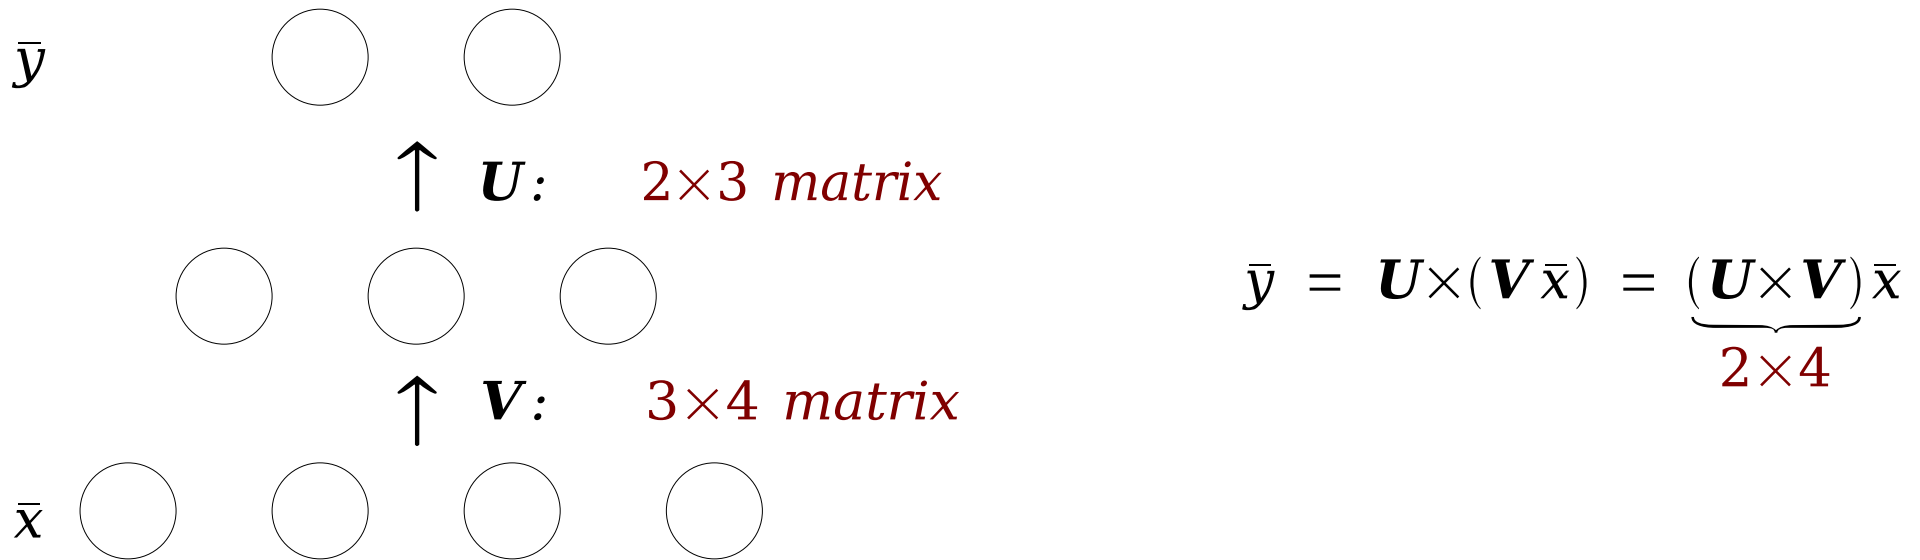 y̅
U: 2×3 matrix
y̅ = U×(V x̅) = (U×V) x̅
2×4
V: 3×4 matrix
x̅